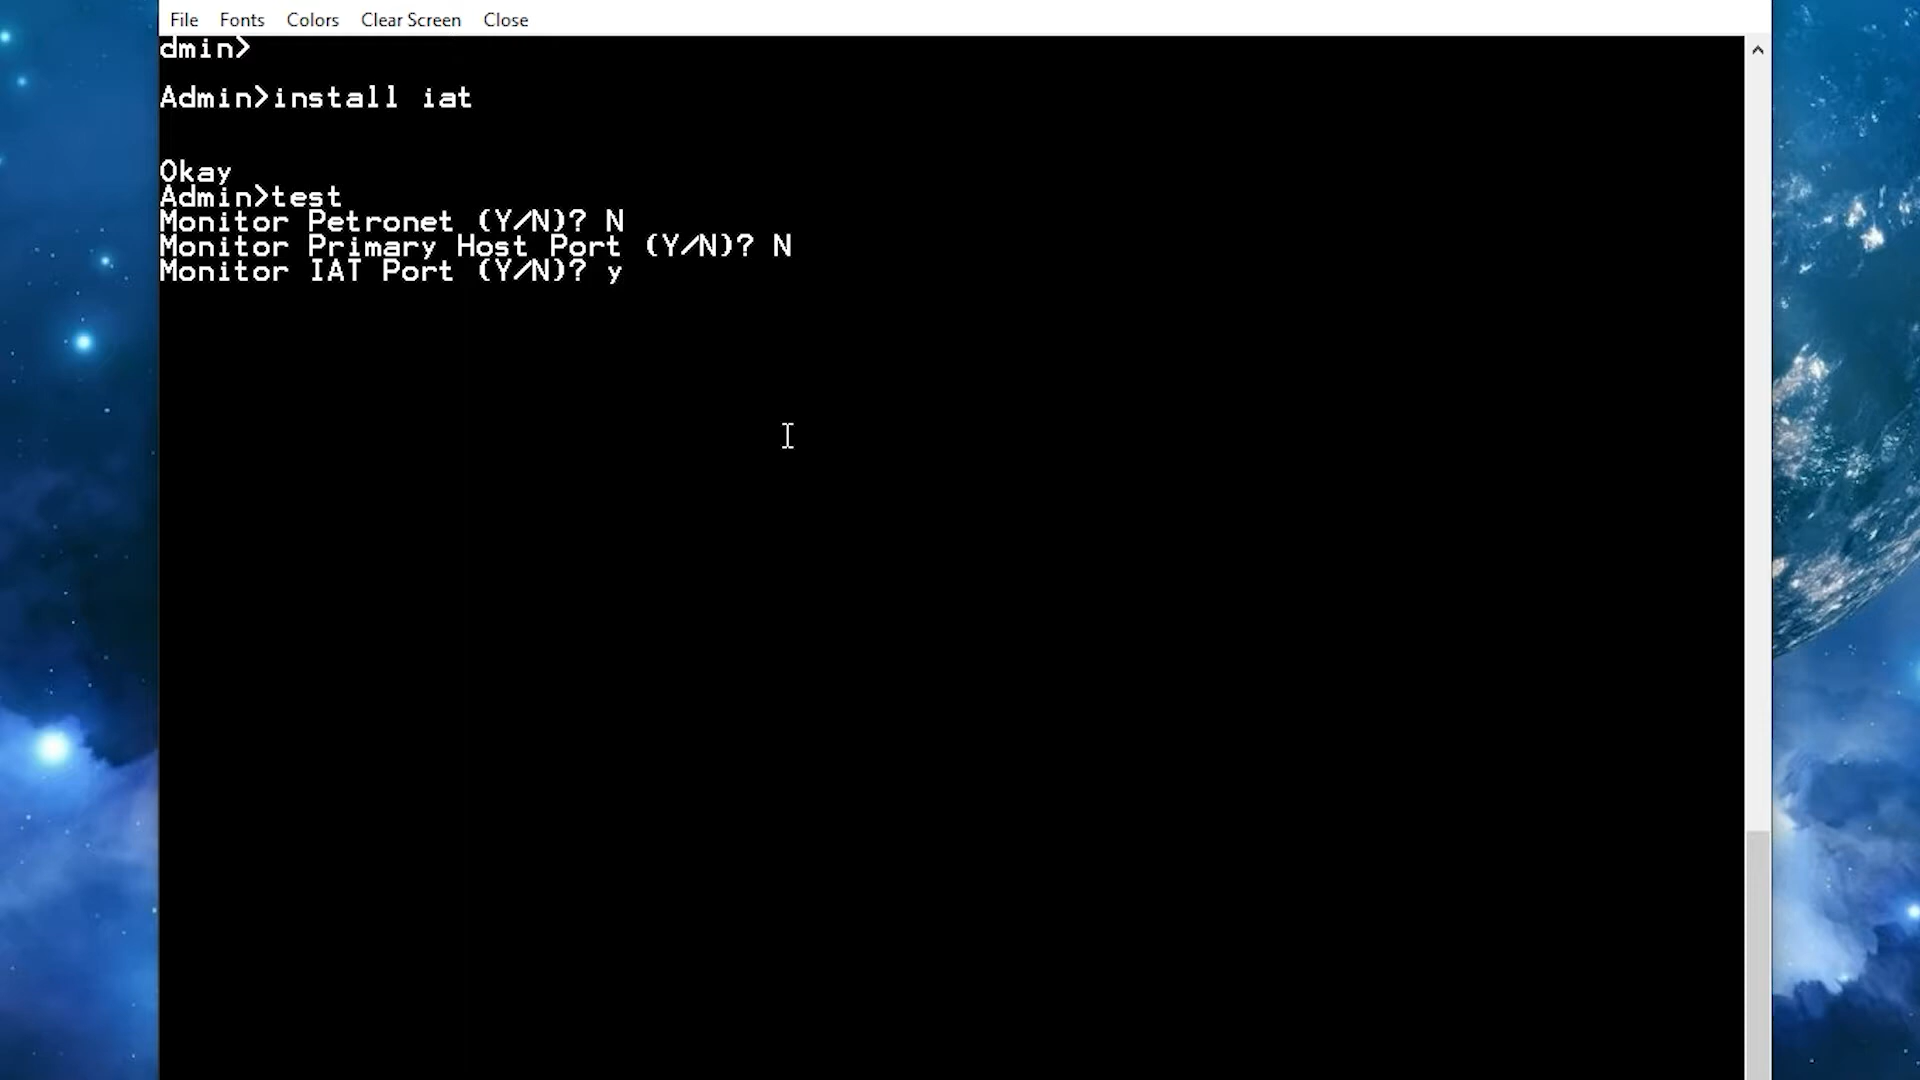 File Fonts Colors Clear Screen Close
dmin>
Admin>install iat
Okay
Admin>test
Monitor Petronet (Y/N)? N
Monitor Primary Host Port (Y/N)? N
Monitor IAT Port (Y/N)? y